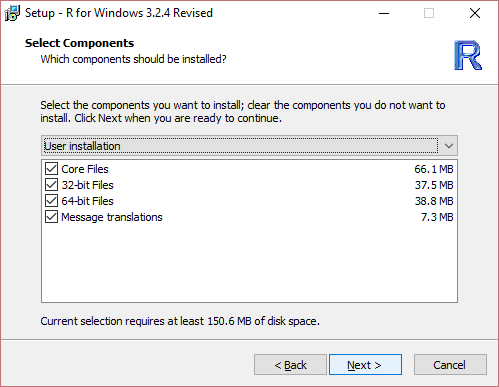 Setup - R for Windows 3.2.4 Revised
Select Components
Which components should be installed?
R
Select the components you want to install; clear the components you do not want to
install. Click Next when you are ready to continue.
User installation
Core Files 66.1 MB
32-bit Files 37.5 MB
64-bit Files 38.8 MB
Message translations 7.3 MB
Current selection requires at least 150.6 MB of disk space.
< Back Next > Cancel